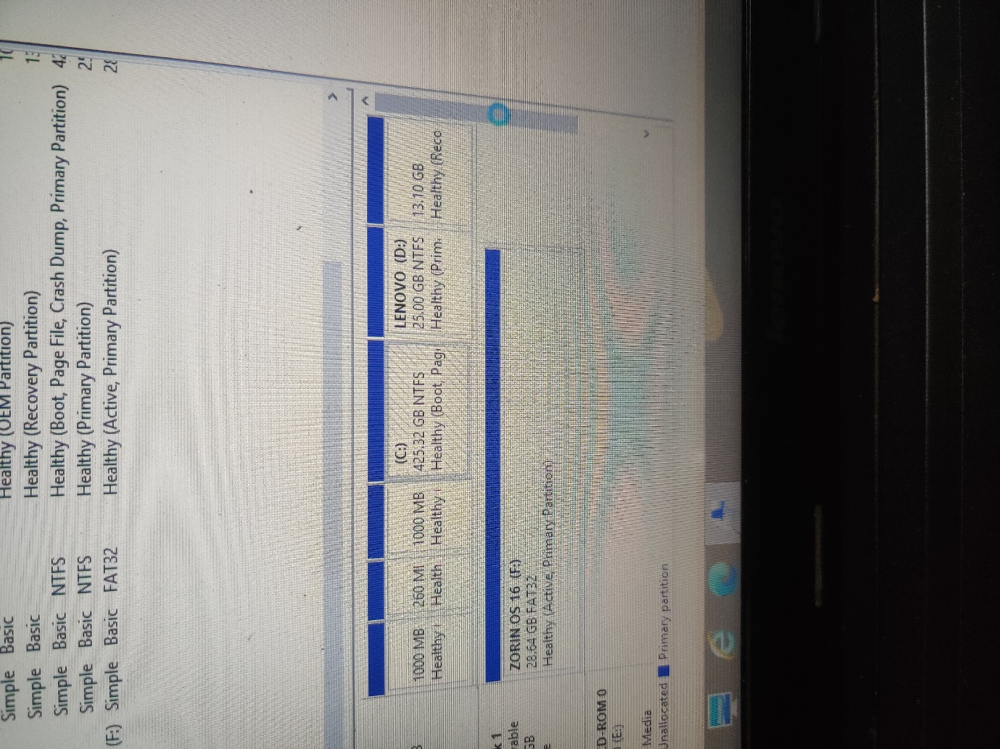 Simple Basic Healthy (OEM Partition) 10
Simple Basic Healthy (Recovery Partition) 13
Simple Basic NTFS Healthy (Boot, Page File, Crash Dump, Primary Partition) 42
Simple Basic NTFS Healthy (Primary Partition) 25
(F:) Simple Basic FAT32 Healthy (Active, Primary Partition) 28
(C:) LENOVO (D:)
1000 MB 260 MI 1000 MB 425.32 GB NTFS 25.00 GB NTFS 13.10 GB
Healthy ( Health Healthy ( Healthy (Boot, Pag Healthy (Prim. Healthy (Reco
k 1 ZORIN OS 16 (F:)
vable 28.64 GB FAT32
GB Healthy (Active, Primary Partition)
e
D-ROM 0
(E:)
Media
Unallocated Primary partition
lenovo